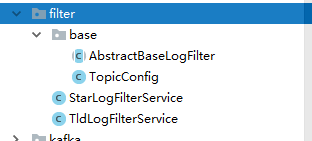 filter
base
AbstractBaseLogFilter
TopicConfig
StarLogFilterService
TldLogFilterService
kafka